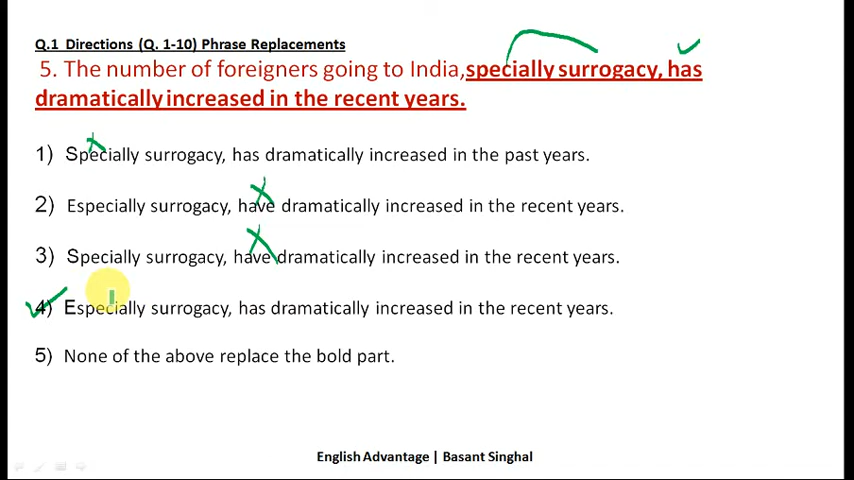 Q.1 Directions (Q. 1-10) Phrase Replacements
5. The number of foreigners going to India,specially surrogacy, has
dramatically increased in the recent years.
1) Specially surrogacy, has dramatically increased in the past years.
2) Especially surrogacy, have dramatically increased in the recent years.
3) Specially surrogacy, have dramatically increased in the recent years.
4) Especially surrogacy, has dramatically increased in the recent years.
5) None of the above replace the bold part.
English Advantage | Basant Singhal